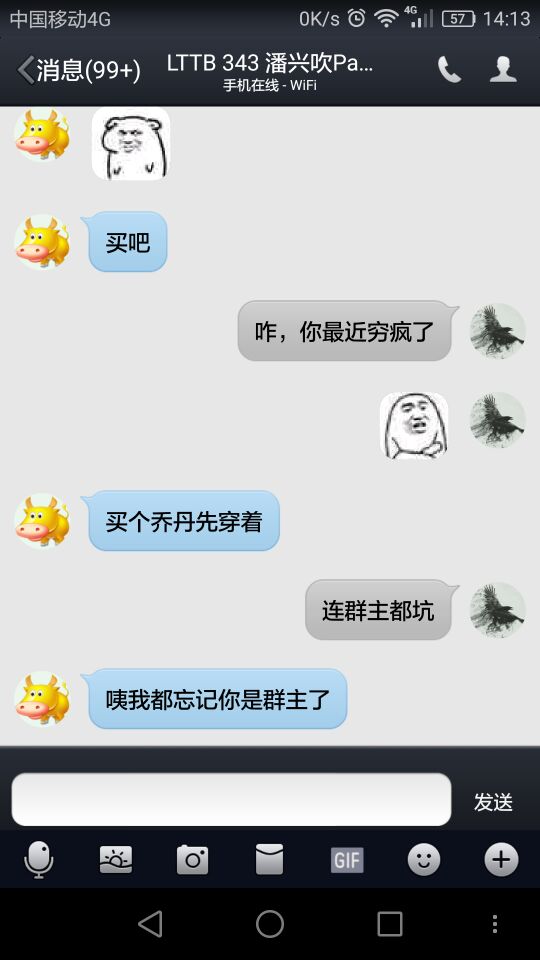 中国移动4G 0K/s 4G 57 14:13
消息(99+) LTTB 343 潘兴吹Pa...
手机在线 - WiFi
买吧
咋，你最近穷疯了
买个乔丹先穿着
连群主都坑
咦我都忘记你是群主了
发送
GIF